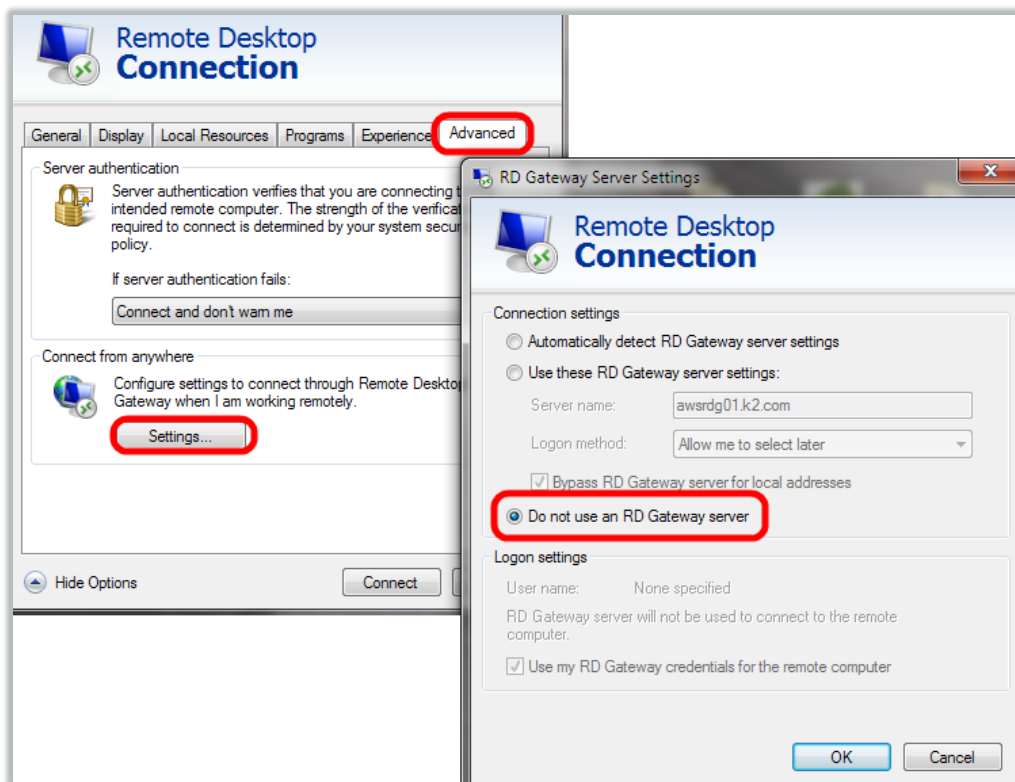 Remote Desktop
Connection
General
Display
Local Resources
Programs
Experience
Advanced
Server authentication
Server authentication verifies that you are connecting
intended remote computer. The strength of the
required to connect is determined by your system
policy.
If server authentication fails:
Connect and don't warn me
Connect from anywhere
Configure settings to connect through Remote
Gateway when I am working remotely.
Settings...
Hide Options
Connect
RD Gateway Server Settings
X
Remote Desktop
Connection
Connection settings
Automatically detect RD Gateway server settings
Use these RD Gateway server settings:
Server name:
awsrdg01.k2.com
Logon method:
Allow me to select later
Bypass RD Gateway server for local addresses
Do not use an RD Gateway server
Logon settings
User name:
None specified
RD Gateway server will not be used to connect to the remote
computer.
Use my RD Gateway credentials for the remote computer
OK
Cancel